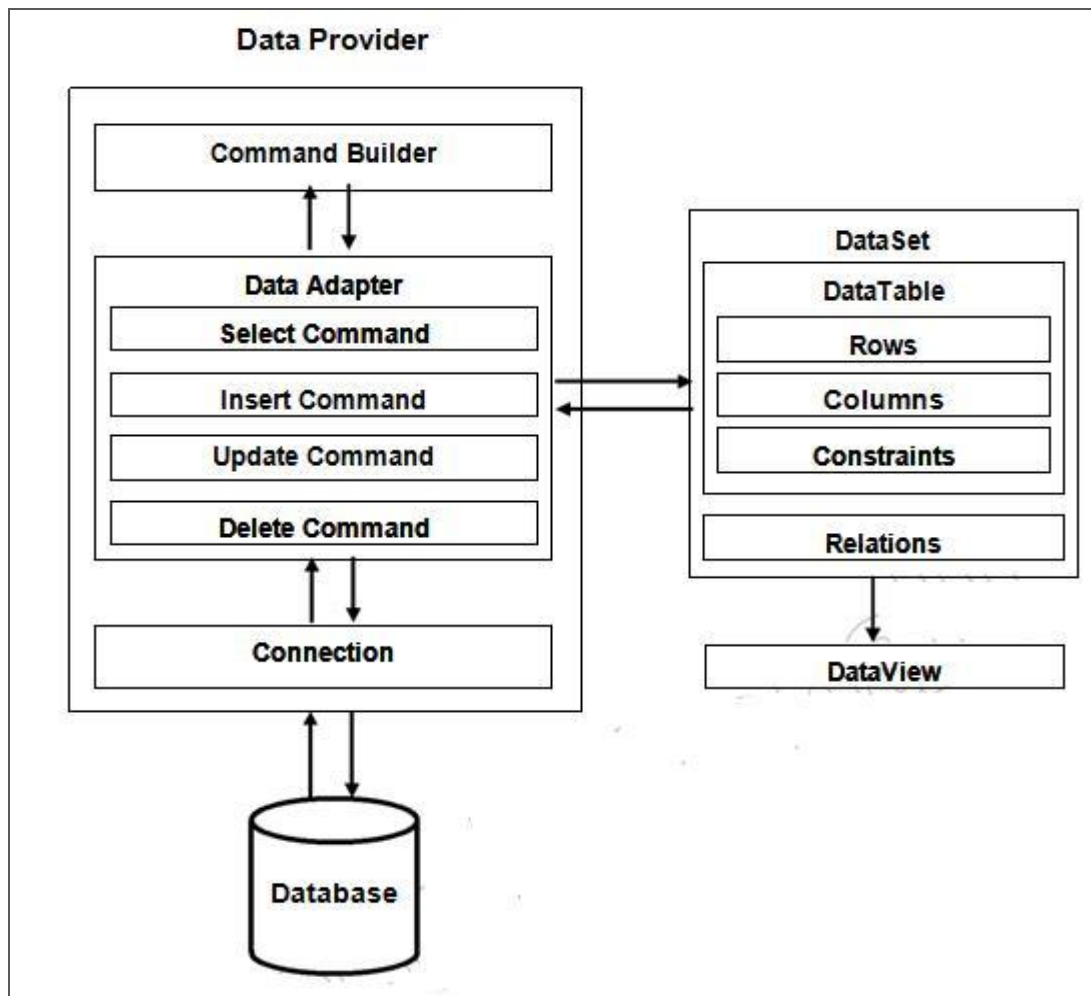 Data Provider
Command Builder
Data Adapter
Select Command
Insert Command
Update Command
Delete Command
Connection
Database
DataSet
DataTable
Rows
Columns
Constraints
Relations
DataView